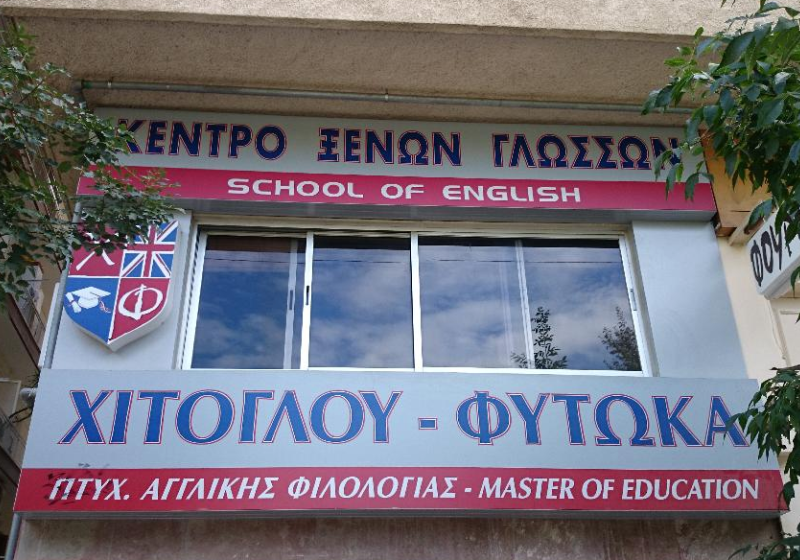 ΚΕΝΤΡΟ ΞΕΝΩΝ ΓΛΩΣΣΩΝ
SCHOOL OF ENGLISH
Χ
Φ
ΧΙΤΟΓΛΟΥ - ΦΥΤΩΚΑ
ΠΤΥΧ. ΑΓΓΛΙΚΗΣ ΦΙΛΟΛΟΓΙΑΣ - MASTER OF EDUCATION